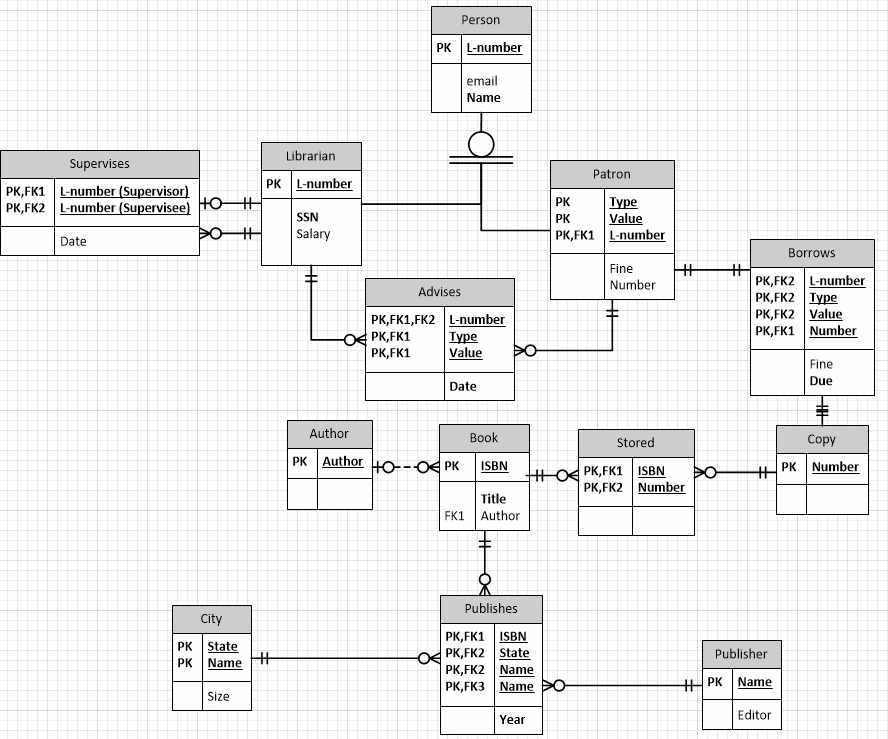 Person
PK L-number
email
Name
Supervises
PK,FK1 L-number (Supervisor)
PK,FK2 L-number (Supervisee)
Date
Librarian
PK L-number
SSN
Salary
Patron
PK Type
PK Value
PK,FK1 L-number
Fine
Number
Borrows
PK,FK2 L-number
PK,FK2 Type
PK,FK2 Value
PK,FK1 Number
Fine
Due
Advises
PK,FK1,FK2 L-number
PK,FK1 Type
PK,FK1 Value
Date
Author
PK Author
Book
PK ISBN
Title
FK1 Author
Stored
PK,FK1 ISBN
PK,FK2 Number
Copy
PK Number
City
PK State
PK Name
Size
Publishes
PK,FK1 ISBN
PK,FK2 State
PK,FK2 Name
PK,FK3 Name
Year
Publisher
PK Name
Editor